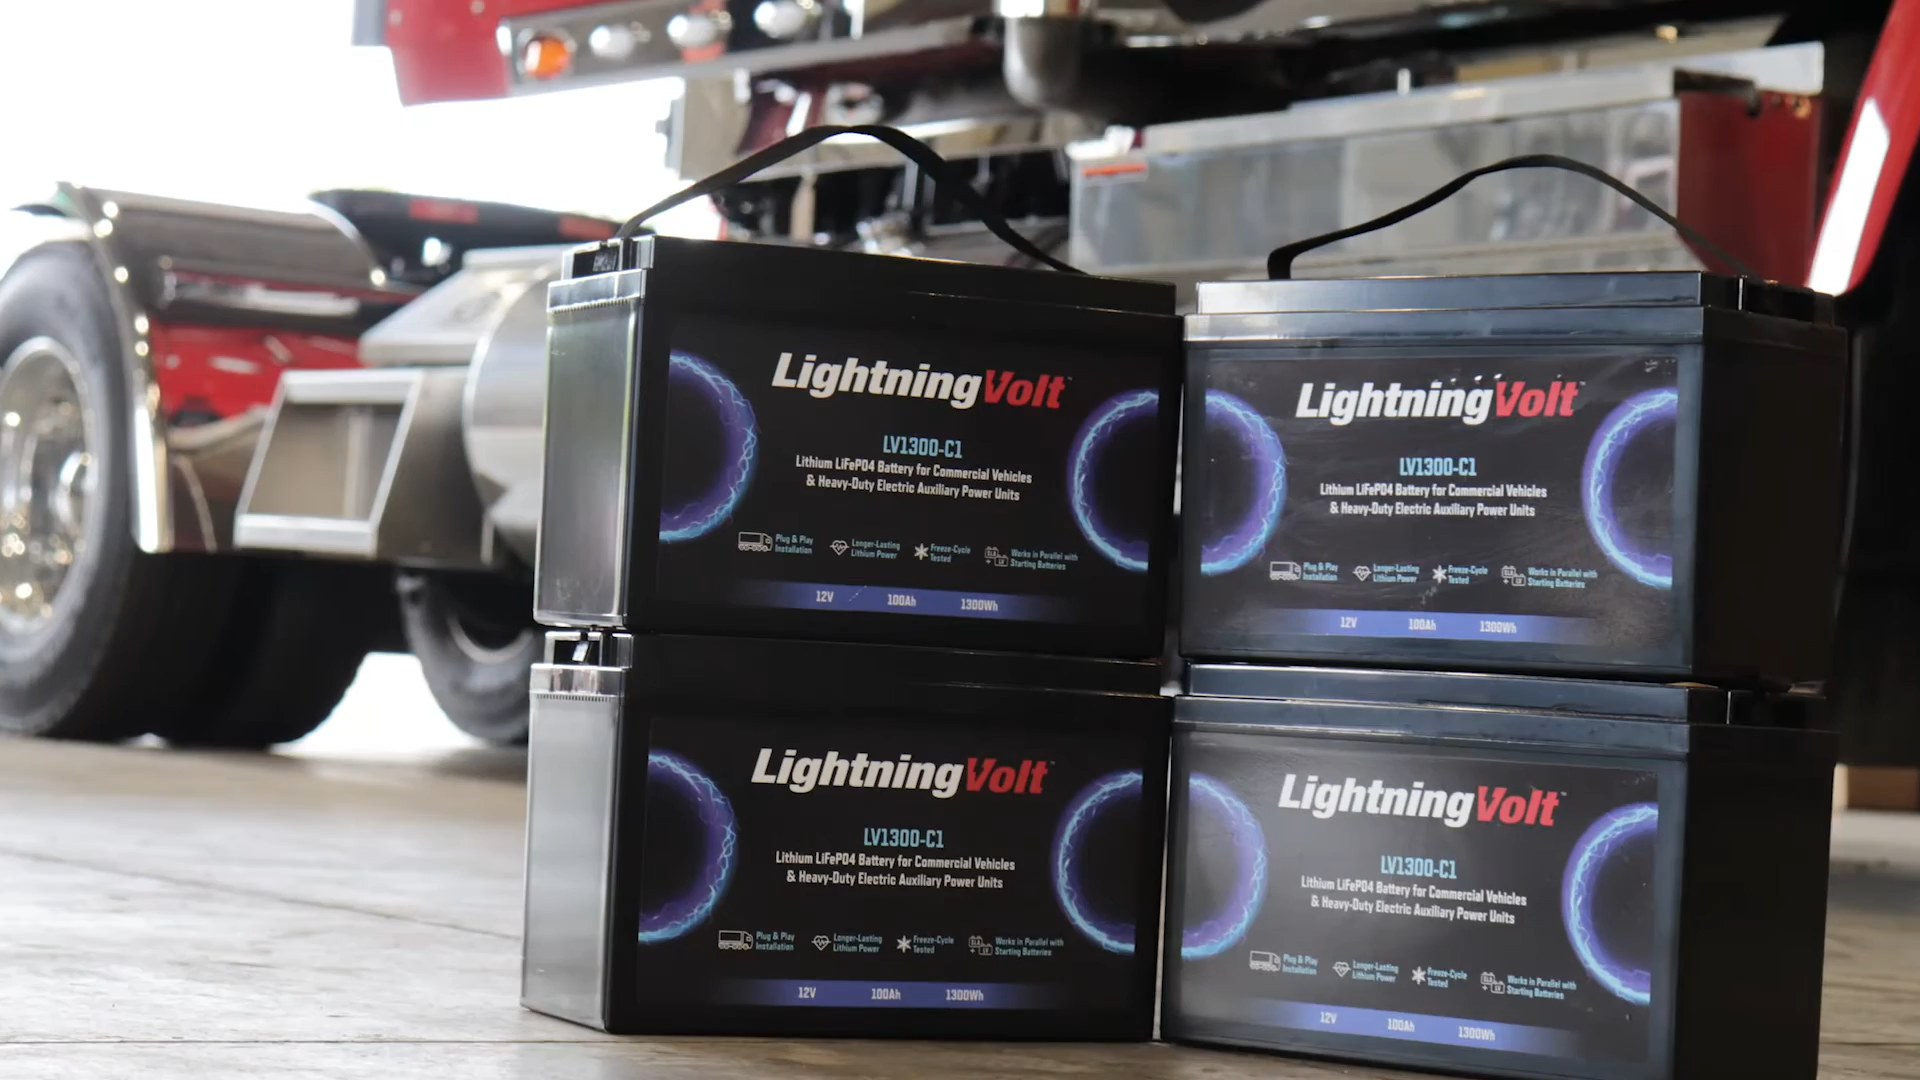 LightningVolt™
LV1300-C1
Lithium LiFePO4 Battery for Commercial Vehicles
& Heavy-Duty Electric Auxiliary Power Units
Plug & Play
Installation
Longer-Lasting
Lithium Power
Freeze-Cycle
Tested
Works in Parallel with
Starting Batteries
12V 100Ah 1300Wh
LightningVolt™
LV1300-C1
Lithium LiFePO4 Battery for Commercial Vehicles
& Heavy-Duty Electric Auxiliary Power Units
Plug & Play
Installation
Longer-Lasting
Lithium Power
Freeze-Cycle
Tested
Works in Parallel with
Starting Batteries
12V 100Ah 1300Wh
LightningVolt™
LV1300-C1
Lithium LiFePO4 Battery for Commercial Vehicles
& Heavy-Duty Electric Auxiliary Power Units
Plug & Play
Installation
Longer-Lasting
Lithium Power
Freeze-Cycle
Tested
Works in Parallel with
Starting Batteries
12V 100Ah 1300Wh
LightningVolt™
LV1300-C1
Lithium LiFePO4 Battery for Commercial Vehicles
& Heavy-Duty Electric Auxiliary Power Units
Plug & Play
Installation
Longer-Lasting
Lithium Power
Freeze-Cycle
Tested
Works in Parallel with
Starting Batteries
12V 100Ah 1300Wh